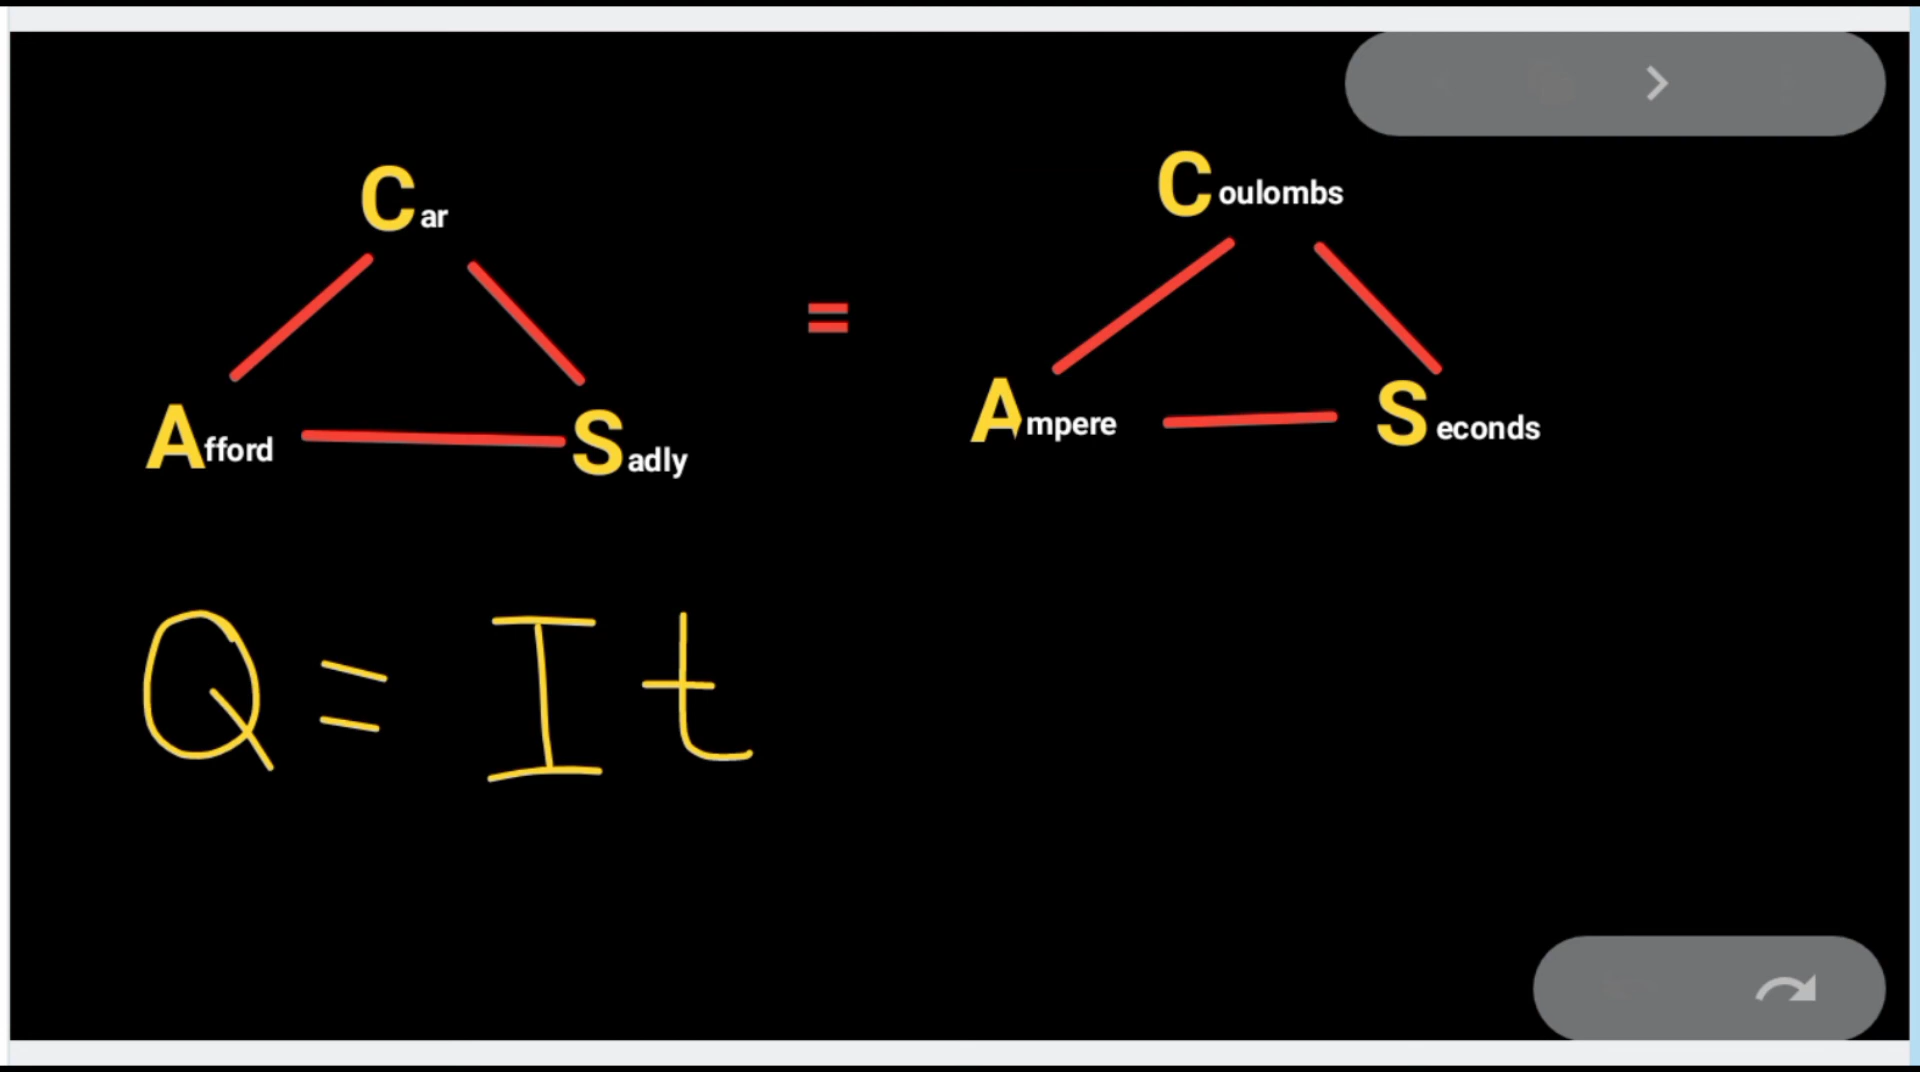 Car
Afford Sadly
=
Coulombs
Ampere Seconds
Q = It